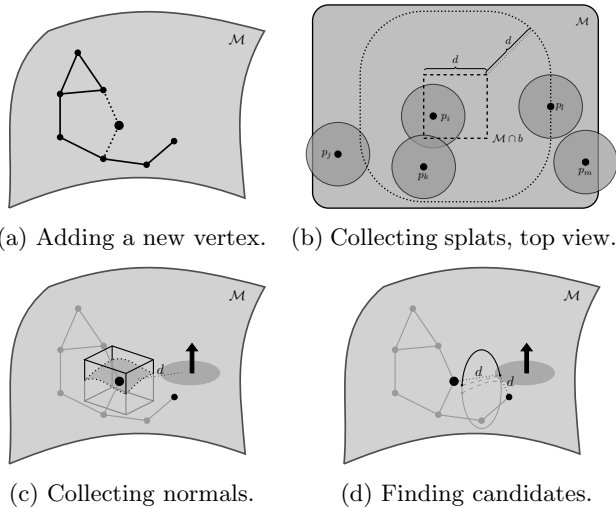 ℳ
ℳ
d
d
p_i
p_l
ℳ ∩ b
p_j
p_k
p_m
(a) Adding a new vertex.
(b) Collecting splats, top view.
ℳ
d
ℳ
d
d
(c) Collecting normals.
(d) Finding candidates.